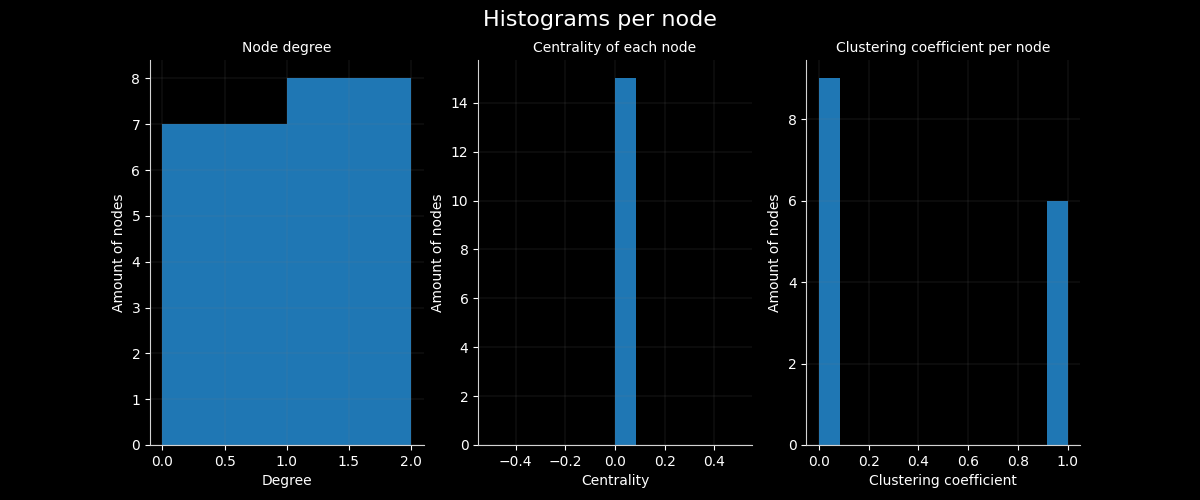 Histograms per node
Node degree
Centrality of each node
Clustering coefficient per node
Amount of nodes
8
7
6
5
4
3
2
1
0
0.0 0.5 1.0 1.5 2.0
Degree
Amount of nodes
14
12
10
8
6
4
2
0
−0.4 −0.2 0.0 0.2 0.4
Centrality
Amount of nodes
8
6
4
2
0
0.0 0.2 0.4 0.6 0.8 1.0
Clustering coefficient